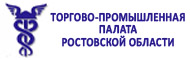 ТОРГОВО-ПРОМЫШЛЕННАЯ
ПАЛАТА
РОСТОВСКОЙ ОБЛАСТИ